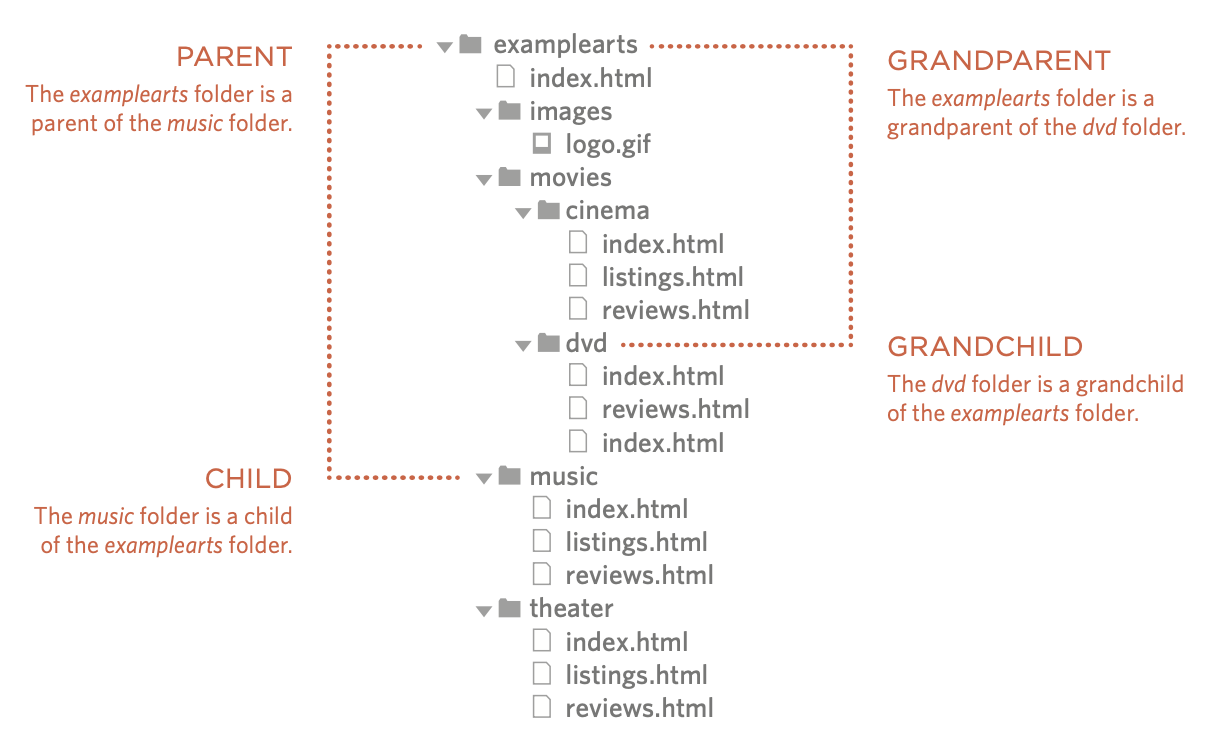 PARENT
The examplearts folder is a
parent of the music folder.
examplearts
index.html
images
logo.gif
movies
cinema
index.html
listings.html
reviews.html
dvd
index.html
reviews.html
index.html
music
index.html
listings.html
reviews.html
theater
index.html
listings.html
reviews.html
GRANDPARENT
The examplearts folder is a
grandparent of the dvd folder.
GRANDCHILD
The dvd folder is a grandchild
of the examplearts folder.
CHILD
The music folder is a child
of the examplearts folder.